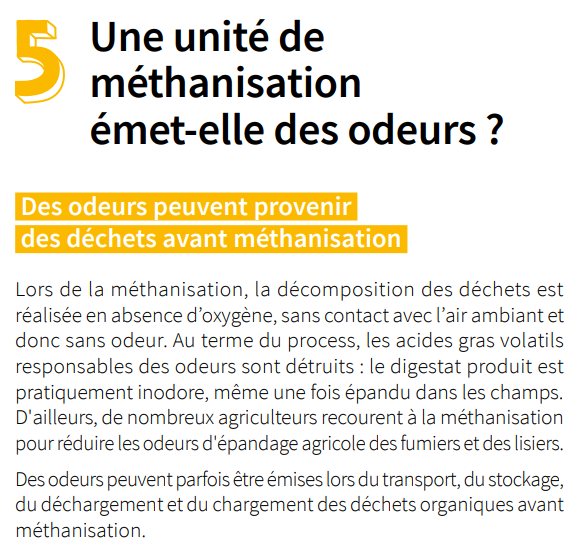 5
Une unité de
méthanisation
émet-elle des odeurs ?
Des odeurs peuvent provenir
des déchets avant méthanisation
Lors de la méthanisation, la décomposition des déchets est
réalisée en absence d’oxygène, sans contact avec l’air ambiant et
donc sans odeur. Au terme du process, les acides gras volatils
responsables des odeurs sont détruits : le digestat produit est
pratiquement inodore, même une fois épandu dans les champs.
D'ailleurs, de nombreux agriculteurs recourent à la méthanisation
pour réduire les odeurs d'épandage agricole des fumiers et des lisiers.
Des odeurs peuvent parfois être émises lors du transport, du stockage,
du déchargement et du chargement des déchets organiques avant
méthanisation.